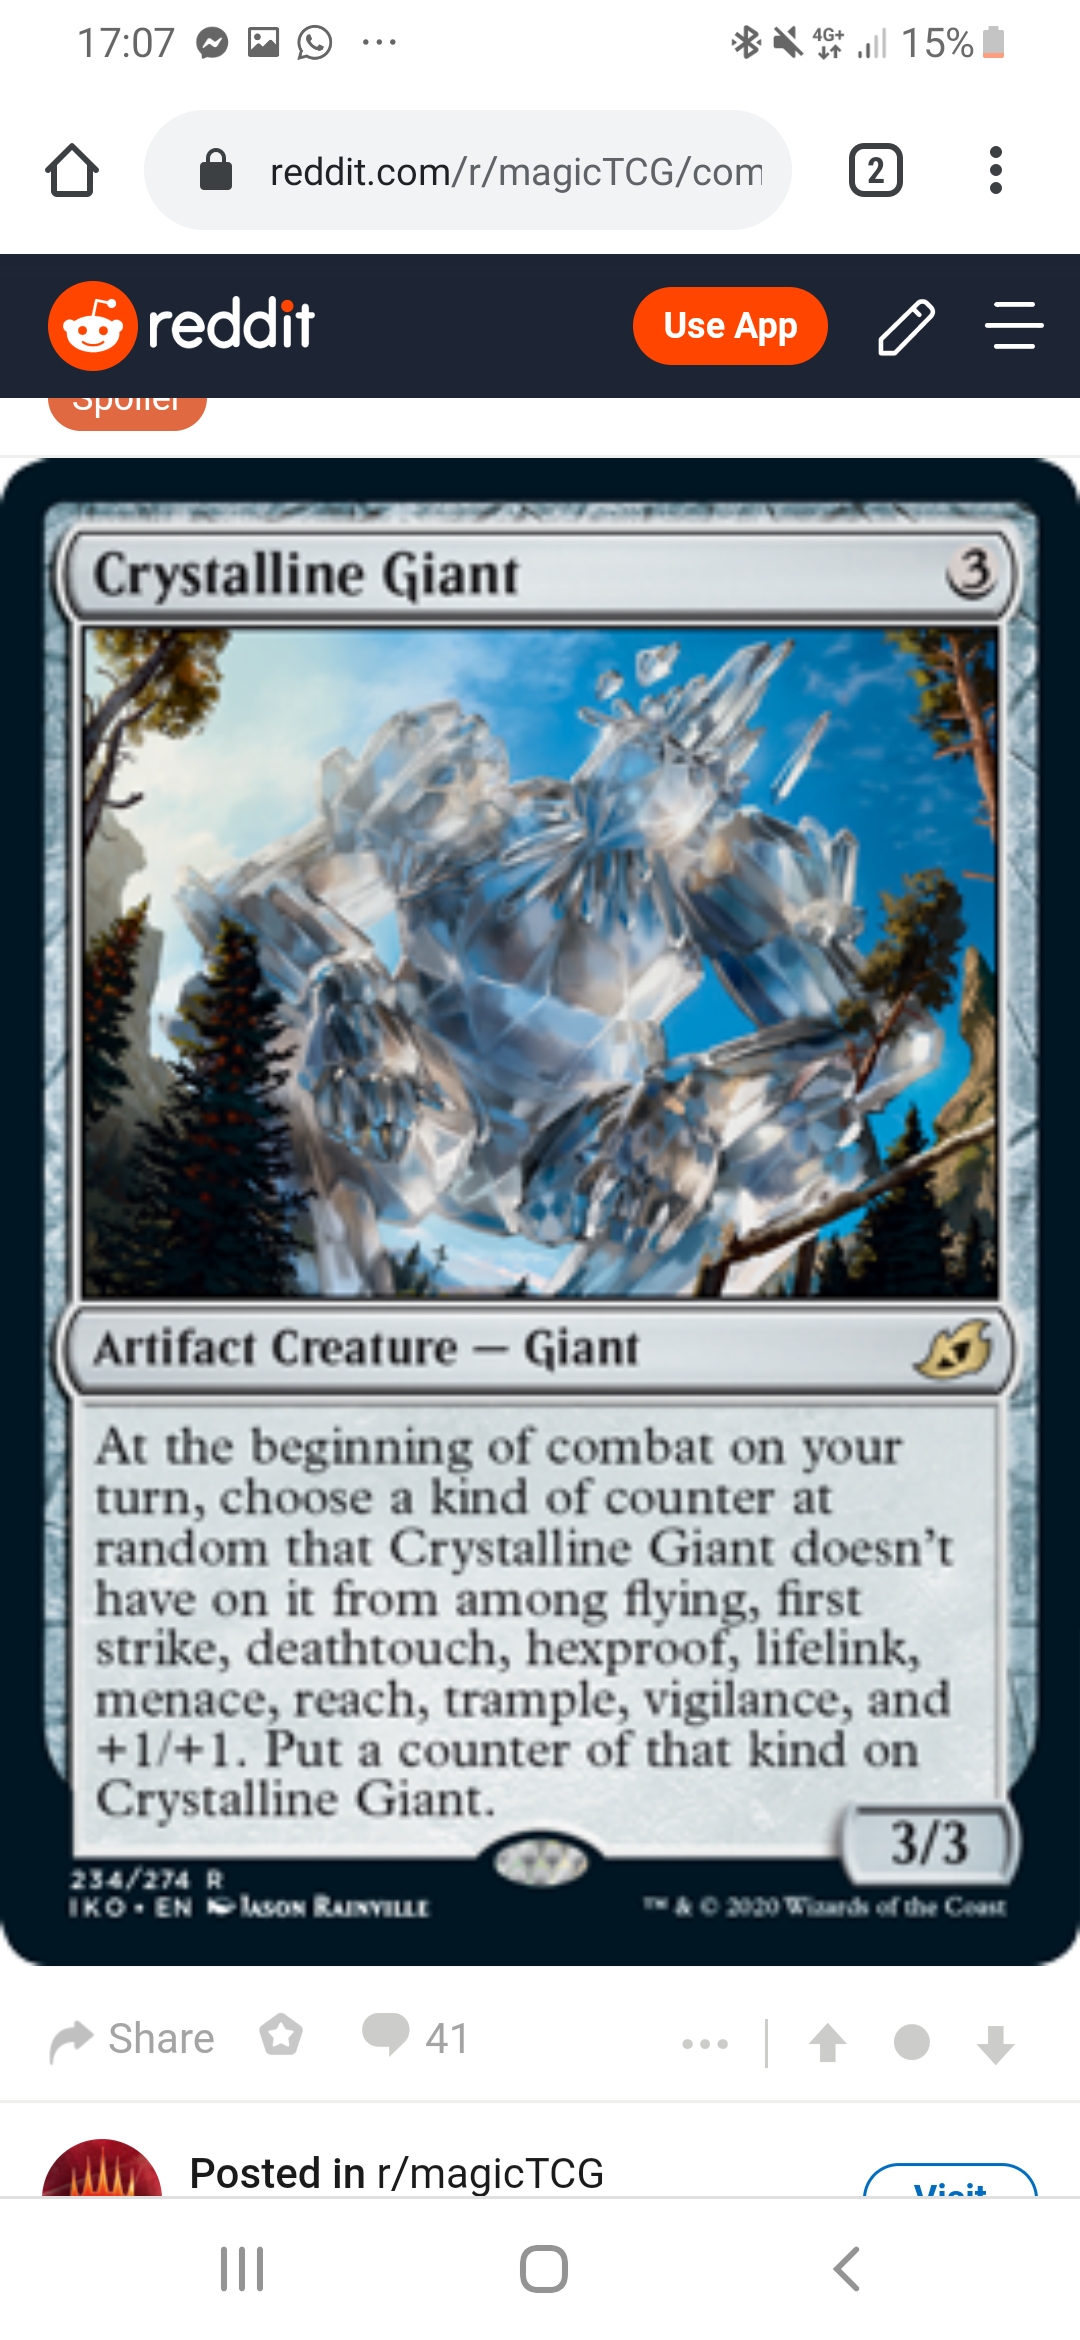 17:07
4G+
15%
reddit.com/r/magicTCG/com
2
reddit
Use App
Spoiler
Crystalline Giant
3
Artifact Creature — Giant
At the beginning of combat on your
turn, choose a kind of counter at
random that Crystalline Giant doesn't
have on it from among flying, first
strike, deathtouch, hexproof, lifelink,
menace, reach, trample, vigilance, and
+1/+1. Put a counter of that kind on
Crystalline Giant.
3/3
234/274 R
IKO • EN Jason Rainville
™ & © 2020 Wizards of the Coast
Share
41
Posted in r/magicTCG
Visit